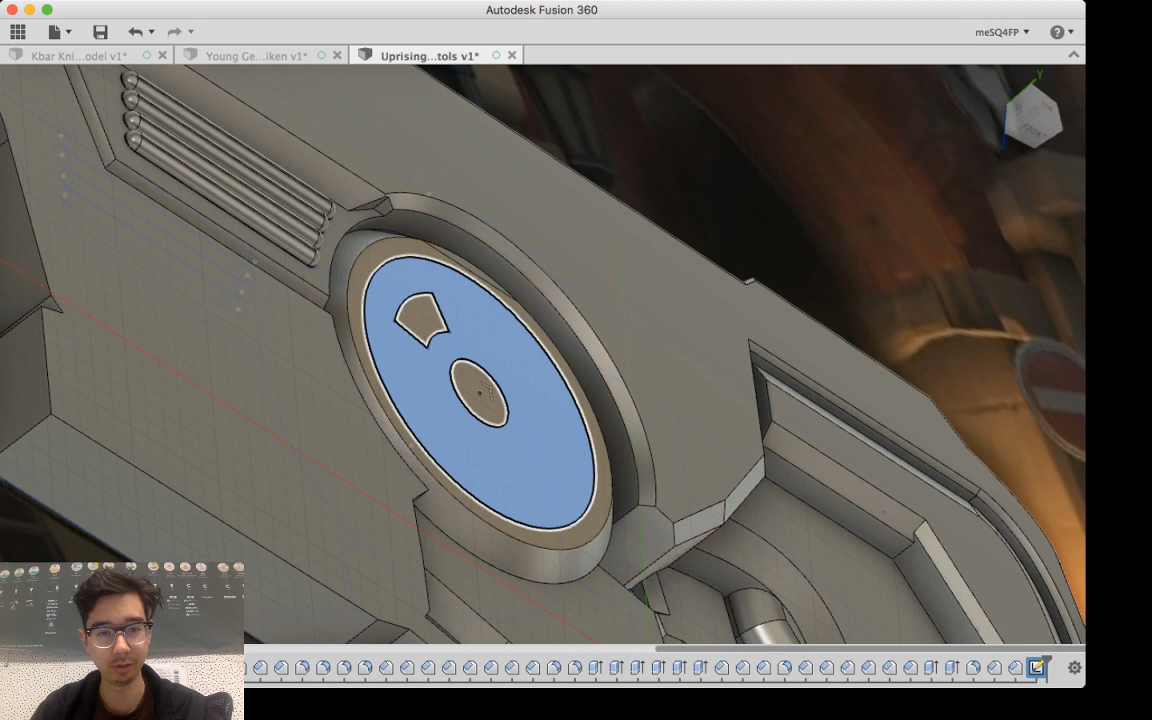 Autodesk Fusion 360
meSQ4FP
Kbar Kni...odel v1*
Young Ge...iken v1*
Uprising...tols v1*
Y
FRONT